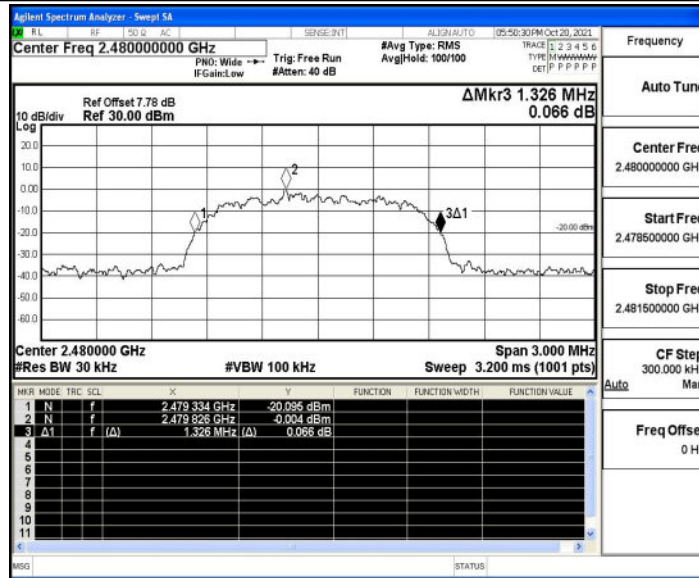 Agilent Spectrum Analyzer - Swept SA
RL RF 50 Ω AC SENSE:INT ALIGNAUTO 05:50:30 PM Oct 20, 2021
Center Freq 2.480000000 GHz #Avg Type: RMS TRACE 1 2 3 4 5 6
PNO: Wide Trig: Free Run Avg|Hold: 100/100 TYPE M
IFGain:Low #Atten: 40 dB DET P P P P P P
Frequency
Auto Tune
Center Freq
2.480000000 GH
Start Freq
2.478500000 GH
Stop Freq
2.481500000 GH
CF Step
300.000 kH
Auto Man
Freq Offse
0 H
ΔMkr3 1.326 MHz
0.066 dB
Ref Offset 7.78 dB
10 dB/div Ref 30.00 dBm
Log
20.0
10.0
0.00
-10.0
-20.0
-30.0
-40.0
-50.0
-60.0
1
2
3Δ1
-20.00 dBm
Center 2.480000 GHz Span 3.000 MHz
#Res BW 30 kHz #VBW 100 kHz Sweep 3.200 ms (1001 pts)
MKR MODE TRC SCL X Y FUNCTION FUNCTION WIDTH FUNCTION VALUE
1 N f 2.479 334 GHz -20.095 dBm
2 N f 2.479 826 GHz -0.004 dBm
3 Δ1 f (Δ) 1.326 MHz (Δ) 0.066 dB
4
5
6
7
8
9
10
11
MSG STATUS